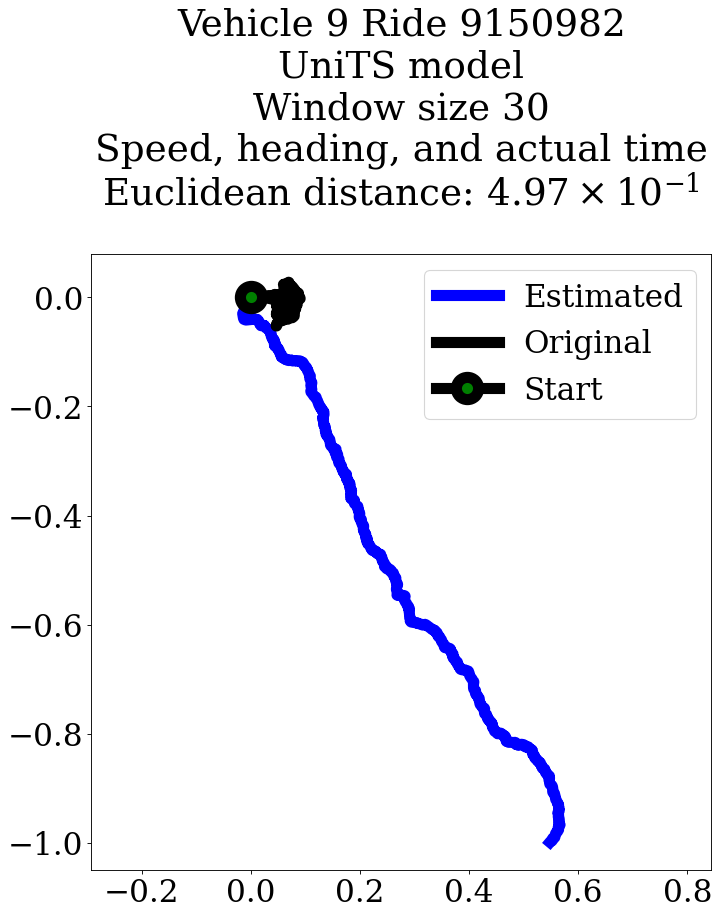 Vehicle 9 Ride 9150982
UniTS model
Window size 30
Speed, heading, and actual time
Euclidean distance: 4.97 × 10⁻¹
Estimated
Original
Start
0.0
−0.2
−0.4
−0.6
−0.8
−1.0
−0.2 0.0 0.2 0.4 0.6 0.8